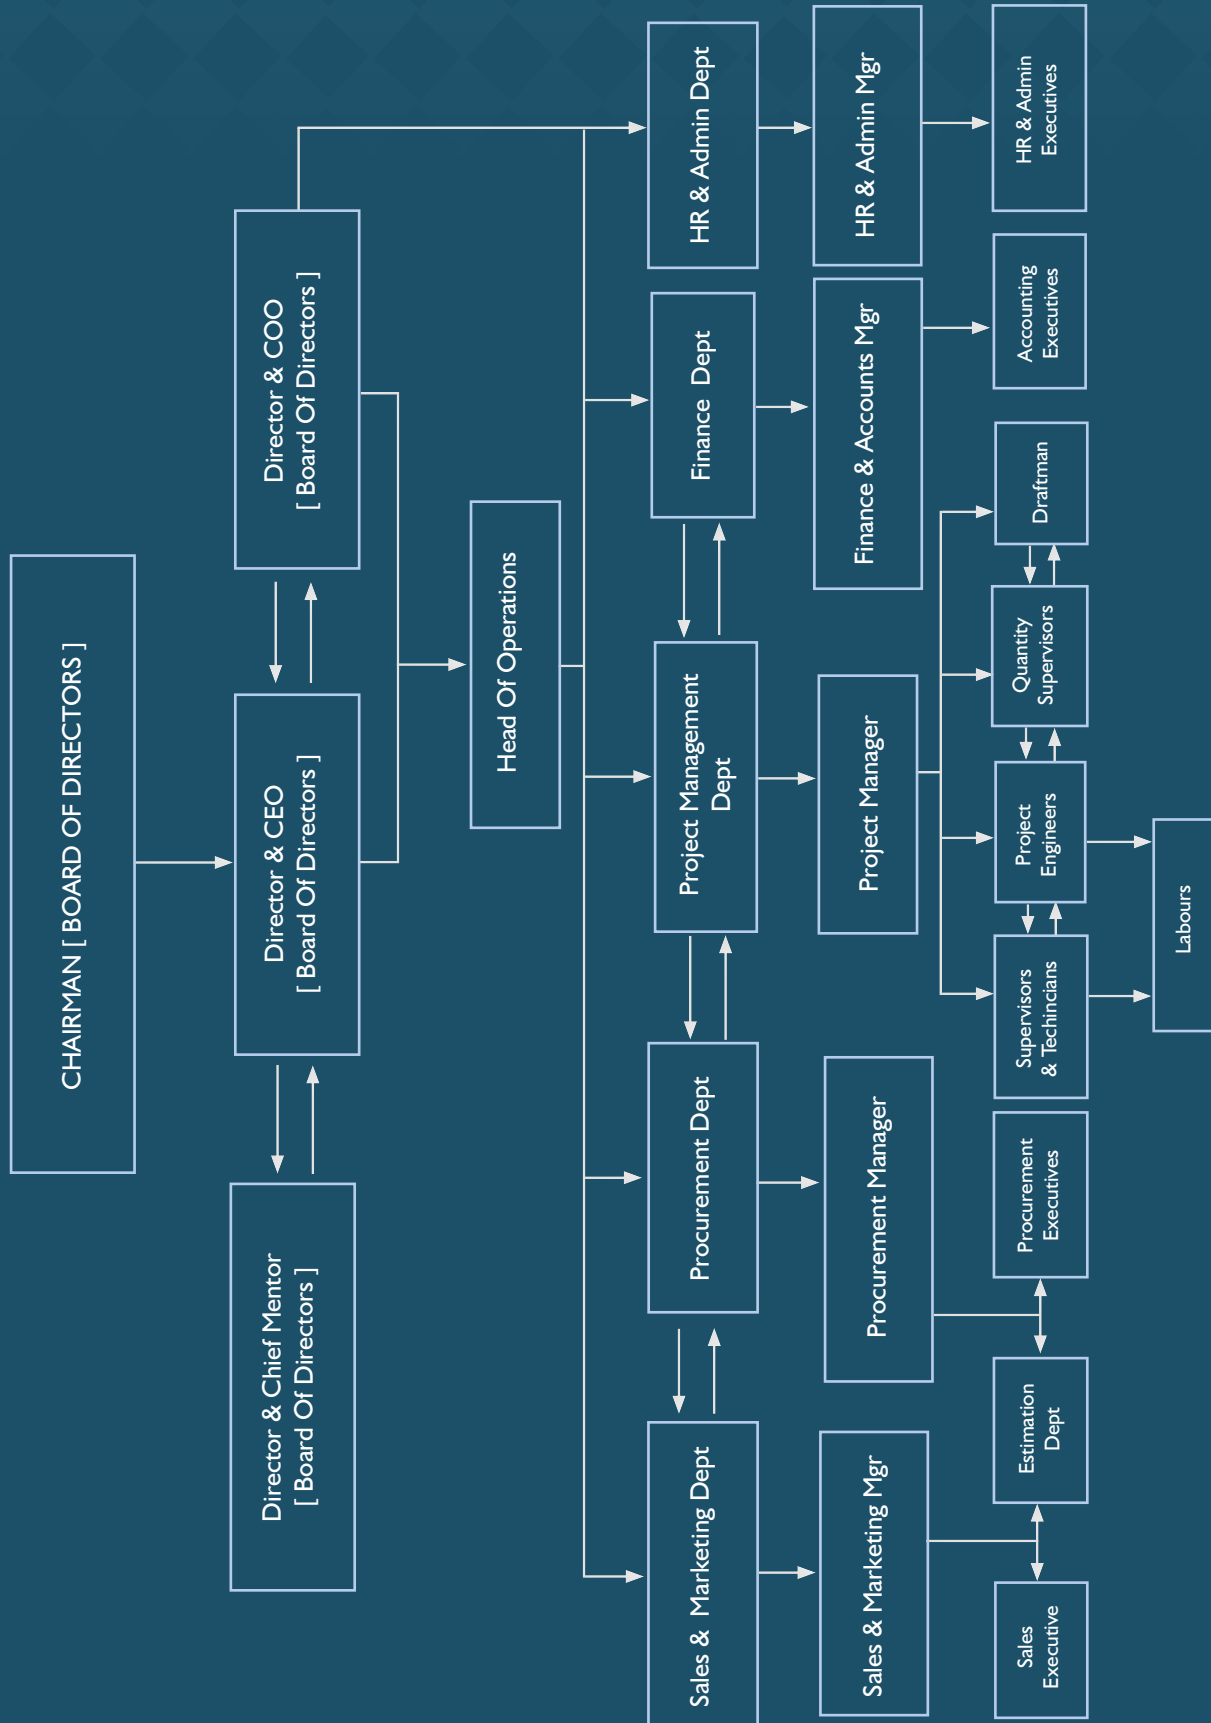 CHAIRMAN [ BOARD OF DIRECTORS ]
Director & Chief Mentor
[ Board Of Directors ]
Director & CEO
[ Board Of Directors ]
Director & COO
[ Board Of Directors ]
Head Of Operations
Sales & Marketing Dept
Procurement Dept
Project Management
Dept
Finance Dept
HR & Admin Dept
Sales & Marketing Mgr
Procurement Manager
Project Manager
Finance & Accounts Mgr
HR & Admin Mgr
Sales
Executive
Estimation
Dept
Procurement
Executives
Supervisors
& Techincians
Project
Engineers
Quantity
Supervisors
Draftman
Accounting
Executives
HR & Admin
Executives
Labours